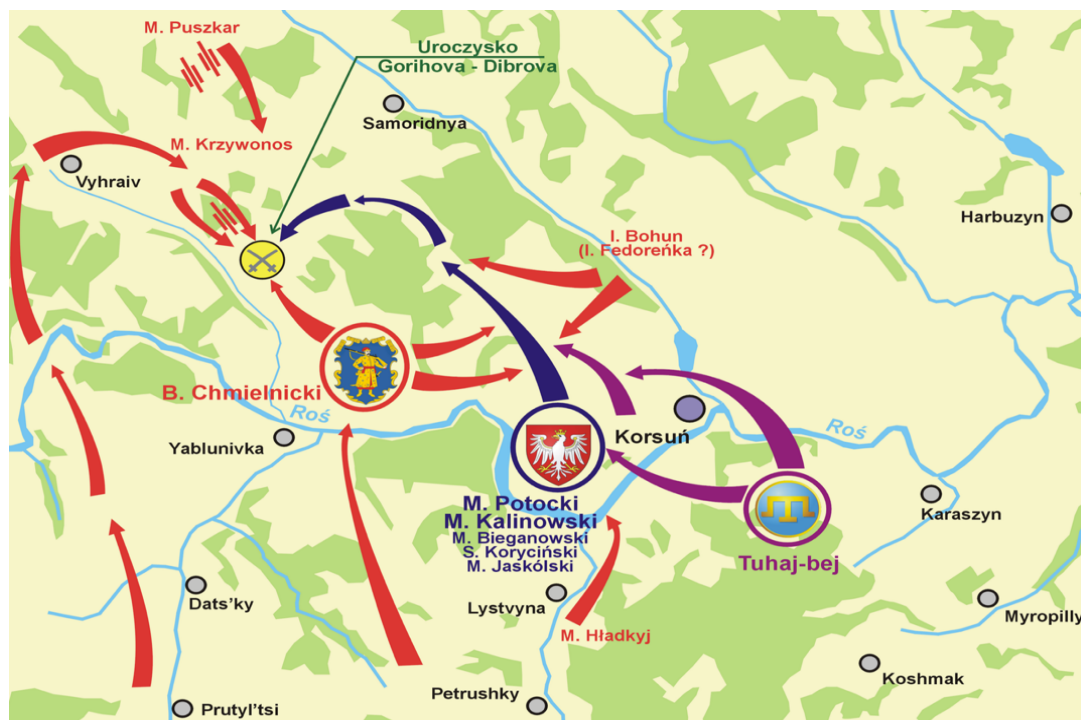 M. Puszkar
Uroczysko
Gorihova - Dibrova
Samoridnya
M. Krzywonos
Vyhraiv
Harbuzyn
I. Bohun
(I. Fedoreńka ?)
B. Chmielnicki
Roś
Yablunivka
Korsuń
Roś
M. Potocki
M. Kalinowski
M. Bieganowski
S. Koryciński
M. Jaskólski
Karaszyn
Tuhaj-bej
Dats'ky
Lystvyna
M. Hładkyj
Myropilly
Koshmak
Petrushky
Prutyl'tsi